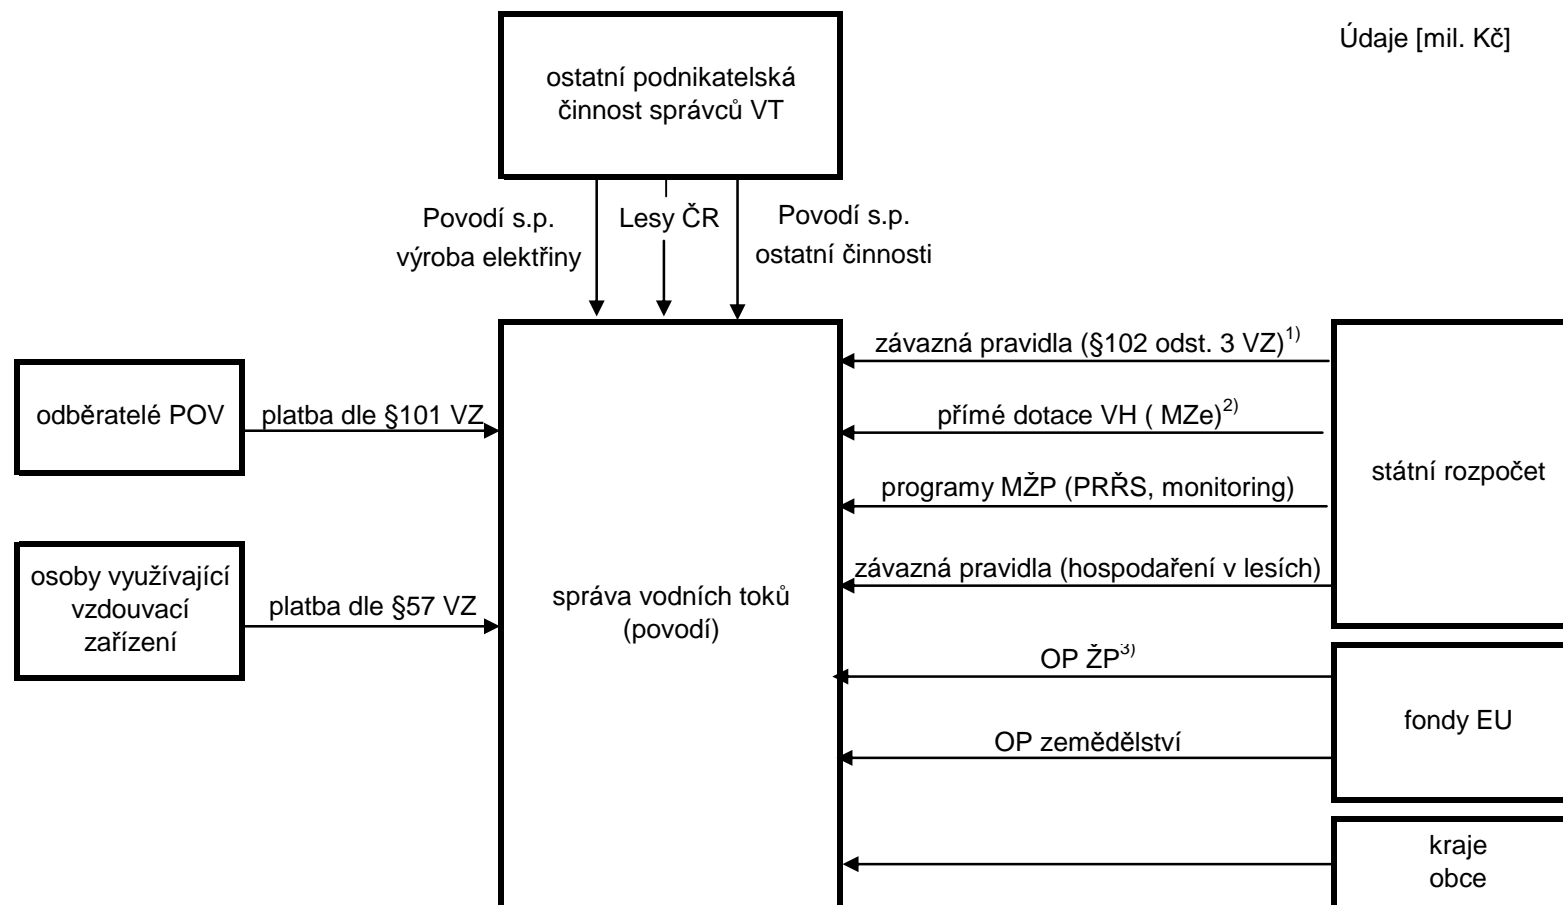 Údaje [mil. Kč]
ostatní podnikatelská
činnost správců VT
Povodí s.p.
výroba elektřiny
Lesy ČR
Povodí s.p.
ostatní činnosti
odběratelé POV
platba dle §101 VZ
osoby využívající
vzdouvací
zařízení
platba dle §57 VZ
správa vodních toků
(povodí)
závazná pravidla (§102 odst. 3 VZ)1)
přímé dotace VH ( MZe)2)
programy MŽP (PRŘS, monitoring)
závazná pravidla (hospodaření v lesích)
státní rozpočet
OP ŽP3)
OP zemědělství
fondy EU
kraje
obce